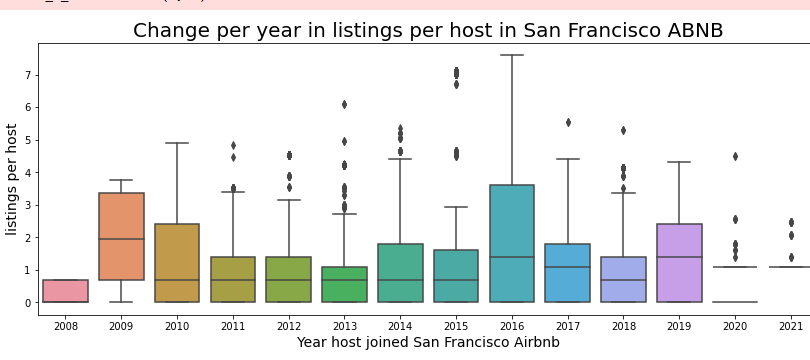 Change per year in listings per host in San Francisco ABNB
listings per host
7
6
5
4
3
2
1
0
2008 2009 2010 2011 2012 2013 2014 2015 2016 2017 2018 2019 2020 2021
Year host joined San Francisco Airbnb